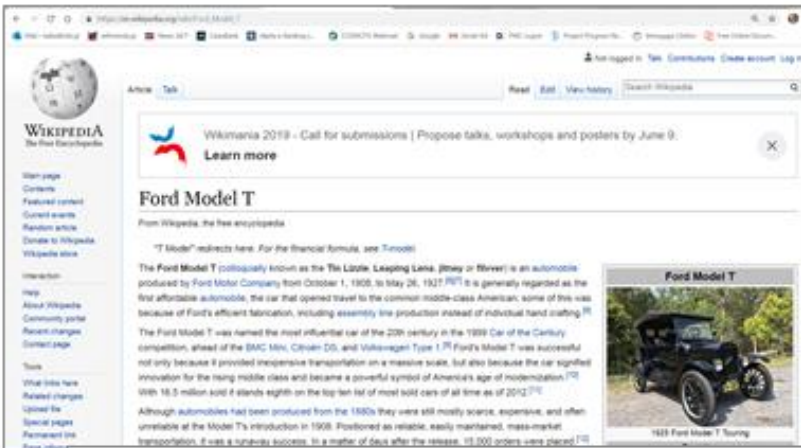 https://en.wikipedia.org/wiki/Ford_Model_T
Not logged in Talk Contributions Create account Log in
Article Talk
Read Edit View history Search Wikipedia
WIKIPEDIA
The Free Encyclopedia
Wikimania 2019 - Call for submissions | Propose talks, workshops and posters by June 9.
Learn more
Main page
Contents
Featured content
Current events
Random article
Donate to Wikipedia
Wikipedia store
Interaction
Help
About Wikipedia
Community portal
Recent changes
Contact page
Tools
What links here
Related changes
Upload file
Special pages
Permanent link
Ford Model T
From Wikipedia, the free encyclopedia
"T Model" redirects here. For the financial formula, see T-model.
The Ford Model T (colloquially known as the Tin Lizzie, Leaping Lena, jitney or flivver) is an automobile
produced by Ford Motor Company from October 1, 1908, to May 26, 1927. It is generally regarded as the
first affordable automobile, the car that opened travel to the common middle-class American; some of this was
because of Ford's efficient fabrication, including assembly line production instead of individual hand crafting.
The Ford Model T was named the most influential car of the 20th century in the 1999 Car of the Century
competition, ahead of the BMC Mini, Citroën DS, and Volkswagen Type 1. Ford's Model T was successful
not only because it provided inexpensive transportation on a massive scale, but also because the car signified
innovation for the rising middle class and became a powerful symbol of America's age of modernization.[10]
With 16.5 million sold it stands eighth on the top ten list of most sold cars of all time as of 2012.[11]
Although automobiles had been produced from the 1880s they were still mostly scarce, expensive, and often
unreliable at the Model T's introduction in 1908. Positioned as reliable, easily maintained, mass-market
transportation, it was a runaway success. In a matter of days after the release, 15,000 orders were placed.[12]
Ford Model T
1925 Ford Model T Touring